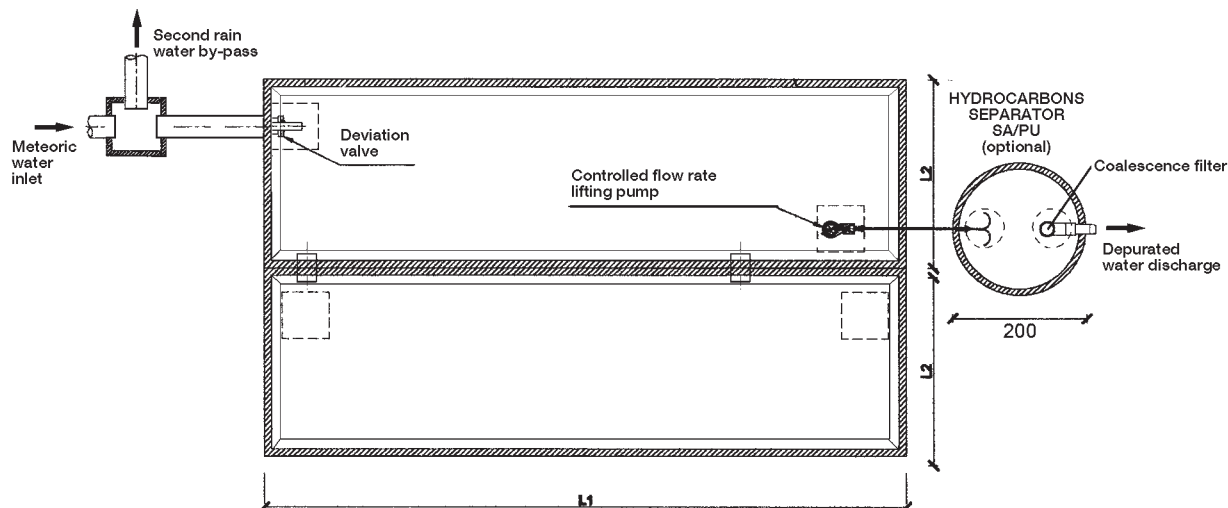 Second rain
water by-pass
Meteoric
water
inlet
Deviation
valve
Controlled flow rate
lifting pump
L2
L2
L1
HYDROCARBONS
SEPARATOR
SA/PU
(optional)
Coalescence filter
Depurated
water discharge
200